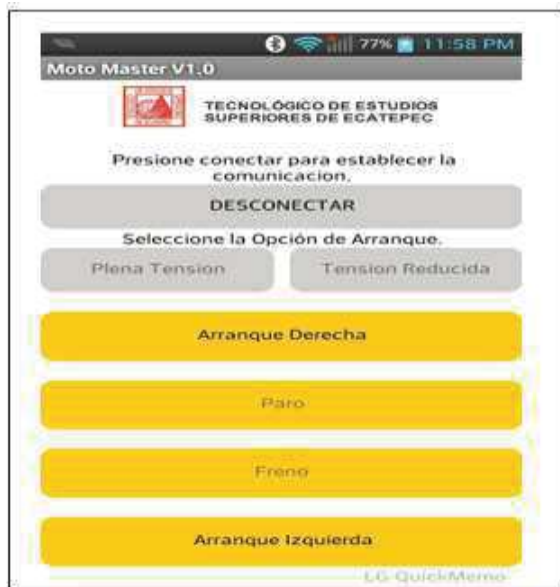 77% 11:58 PM
Moto Master V1.0
TECNOLÓGICO DE ESTUDIOS
SUPERIORES DE ECATEPEC
Presione conectar para establecer la
comunicacion.
DESCONECTAR
Seleccione la Opción de Arranque.
Plena Tension Tension Reducida
Arranque Derecha
Paro
Freno
Arranque Izquierda
LG QuickMemo